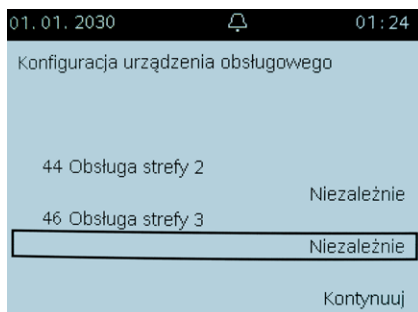 01.01.2030 01:24
Konfiguracja urządzenia obsługowego
44 Obsługa strefy 2
Niezależnie
46 Obsługa strefy 3
Niezależnie
Kontynuuj